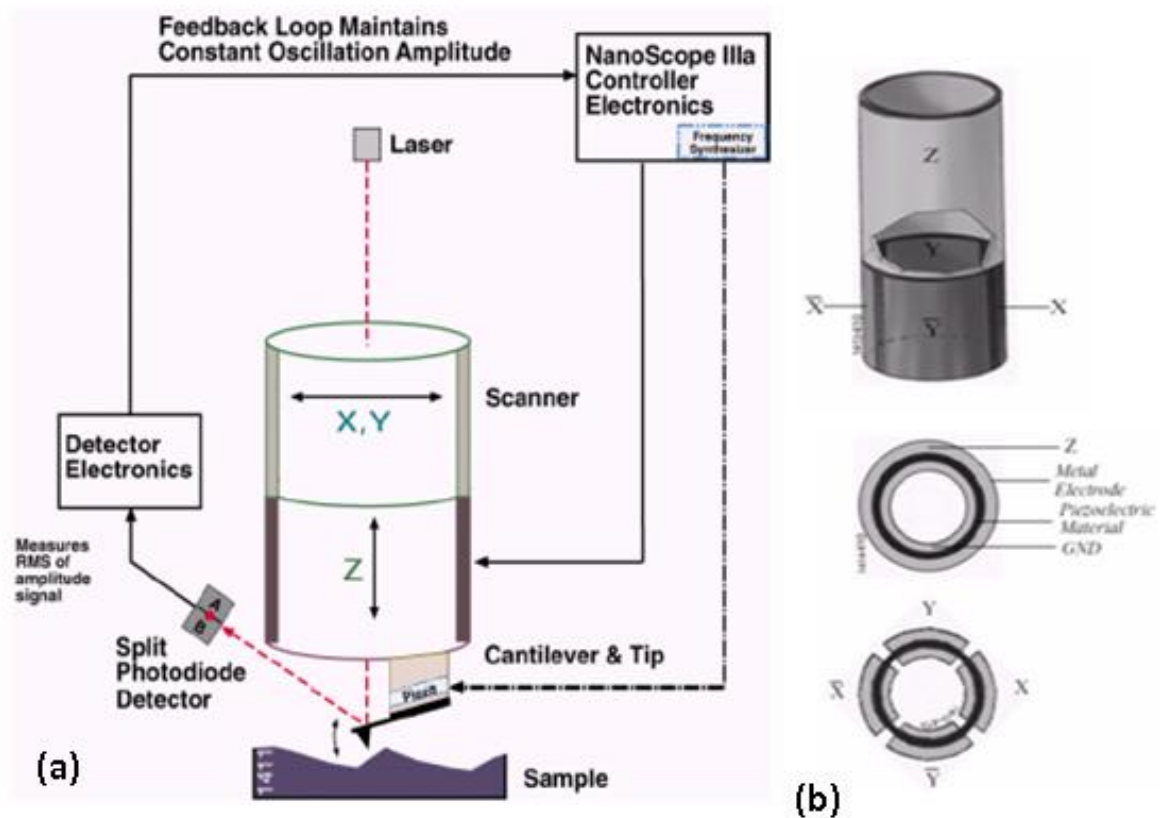 Feedback Loop Maintains
Constant Oscillation Amplitude
NanoScope IIIa
Controller
Electronics
Frequency
Synthesizer
Laser
X, Y
Scanner
Detector
Electronics
Z
Measures
RMS of
amplitude
signal
A
B
Split
Photodiode
Detector
Cantilever & Tip
Sample
(a)
Z
Y
X̅
X
Y̅
Z
Metal
Electrode
Piezoelectric
Material
GND
Y
X̅
X
Y̅
(b)